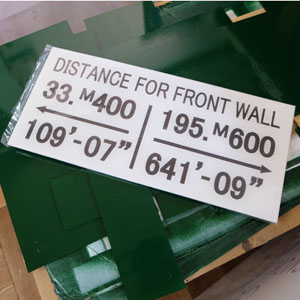 DISTANCE FOR FRONT WALL
33. M400 195. M600
109'-07" 641'-09"